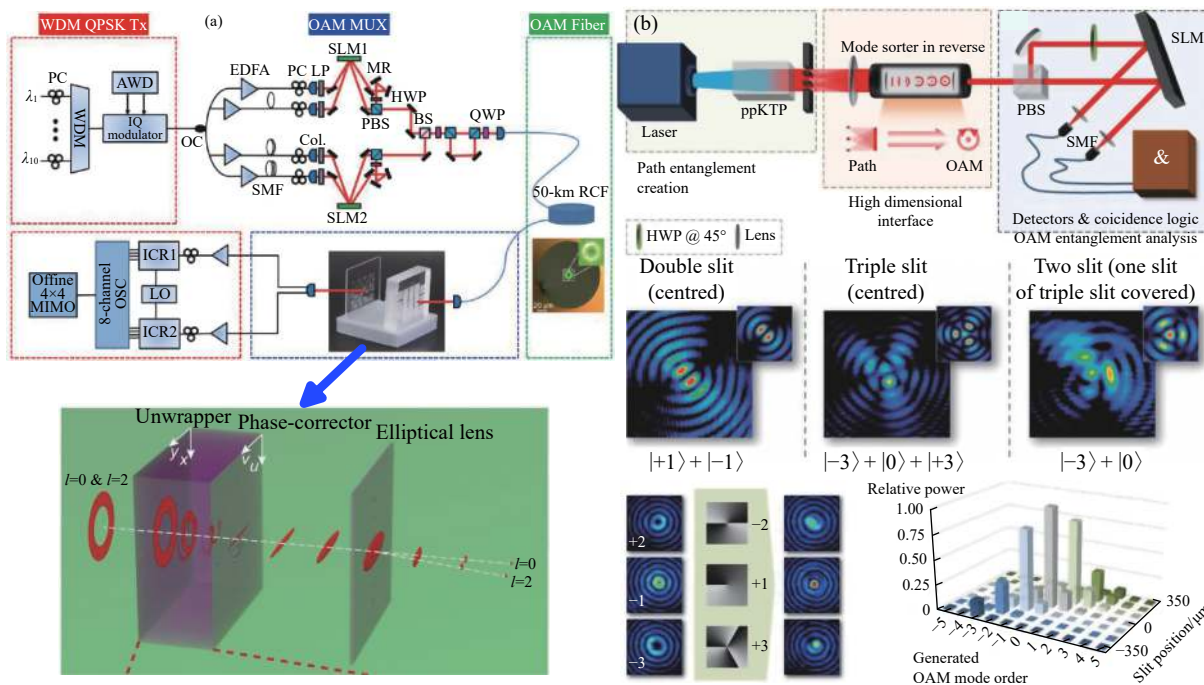 WDM QPSK Tx
(a)
OAM MUX
OAM Fiber
PC
λ1
λ10
WDM
AWD
IQ
modulator
OC
EDFA
PC LP
SLM1
MR
HWP
PBS
BS
QWP
Col.
SMF
SLM2
50-km RCF
20 μm
Offine
4×4
MIMO
8-channel
OSC
ICR1
LO
ICR2
Unwrapper
Phase-corrector
Elliptical lens
y x
v u
l=0 & l=2
l=0
l=2
(b)
Laser
ppKTP
Path entanglement
creation
Mode sorter in reverse
Path
OAM
High dimensional
interface
SLM
PBS
SMF
&
Detectors & coicidence logic
OAM entanglement analysis
HWP @ 45°
Lens
Double slit
(centred)
Triple slit
(centred)
Two slit (one slit
of triple slit covered)
|+1⟩ + |−1⟩
|−3⟩ + |0⟩ + |+3⟩
|−3⟩ + |0⟩
+2
−2
−1
+1
−3
+3
Relative power
1.00
0.75
0.50
0.25
0
−5
−4
−3
−2
−1
0
1
2
3
4
5
Generated
OAM mode order
350
0
−350
Slit position/μm